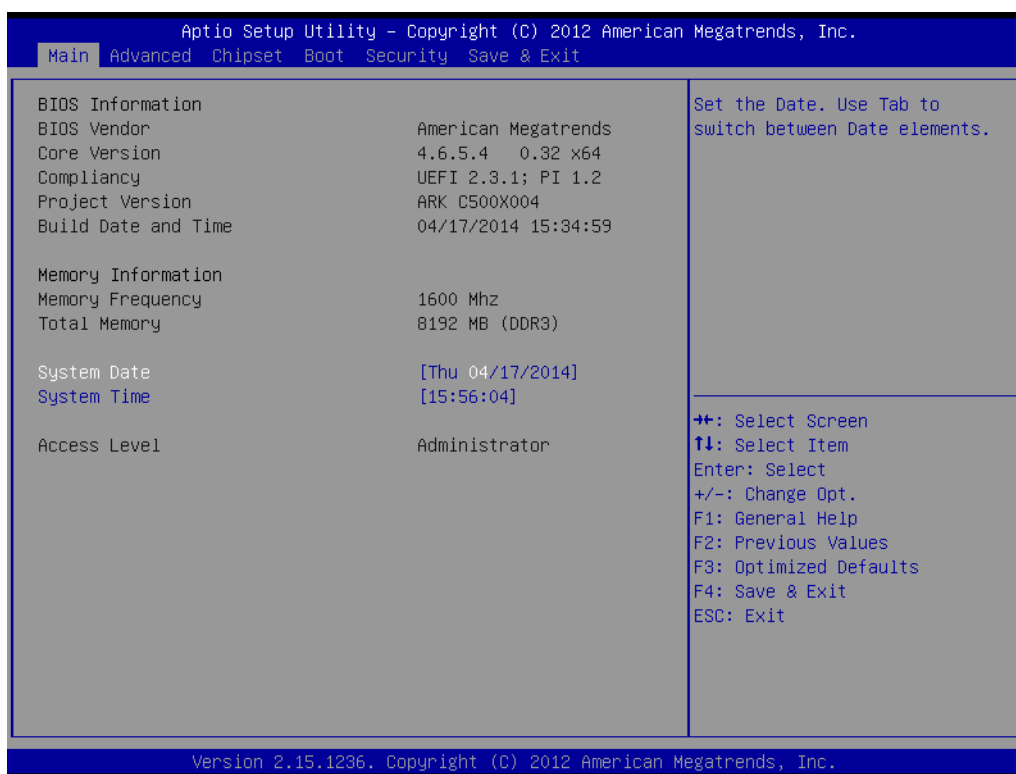 Aptio Setup Utility – Copyright (C) 2012 American Megatrends, Inc.
Main Advanced Chipset Boot Security Save & Exit
BIOS Information
BIOS Vendor American Megatrends
Core Version 4.6.5.4 0.32 x64
Compliancy UEFI 2.3.1; PI 1.2
Project Version ARK C500X004
Build Date and Time 04/17/2014 15:34:59
Memory Information
Memory Frequency 1600 Mhz
Total Memory 8192 MB (DDR3)
System Date [Thu 04/17/2014]
System Time [15:56:04]
Access Level Administrator
Set the Date. Use Tab to
switch between Date elements.
→←: Select Screen
↑↓: Select Item
Enter: Select
+/-: Change Opt.
F1: General Help
F2: Previous Values
F3: Optimized Defaults
F4: Save & Exit
ESC: Exit
Version 2.15.1236. Copyright (C) 2012 American Megatrends, Inc.